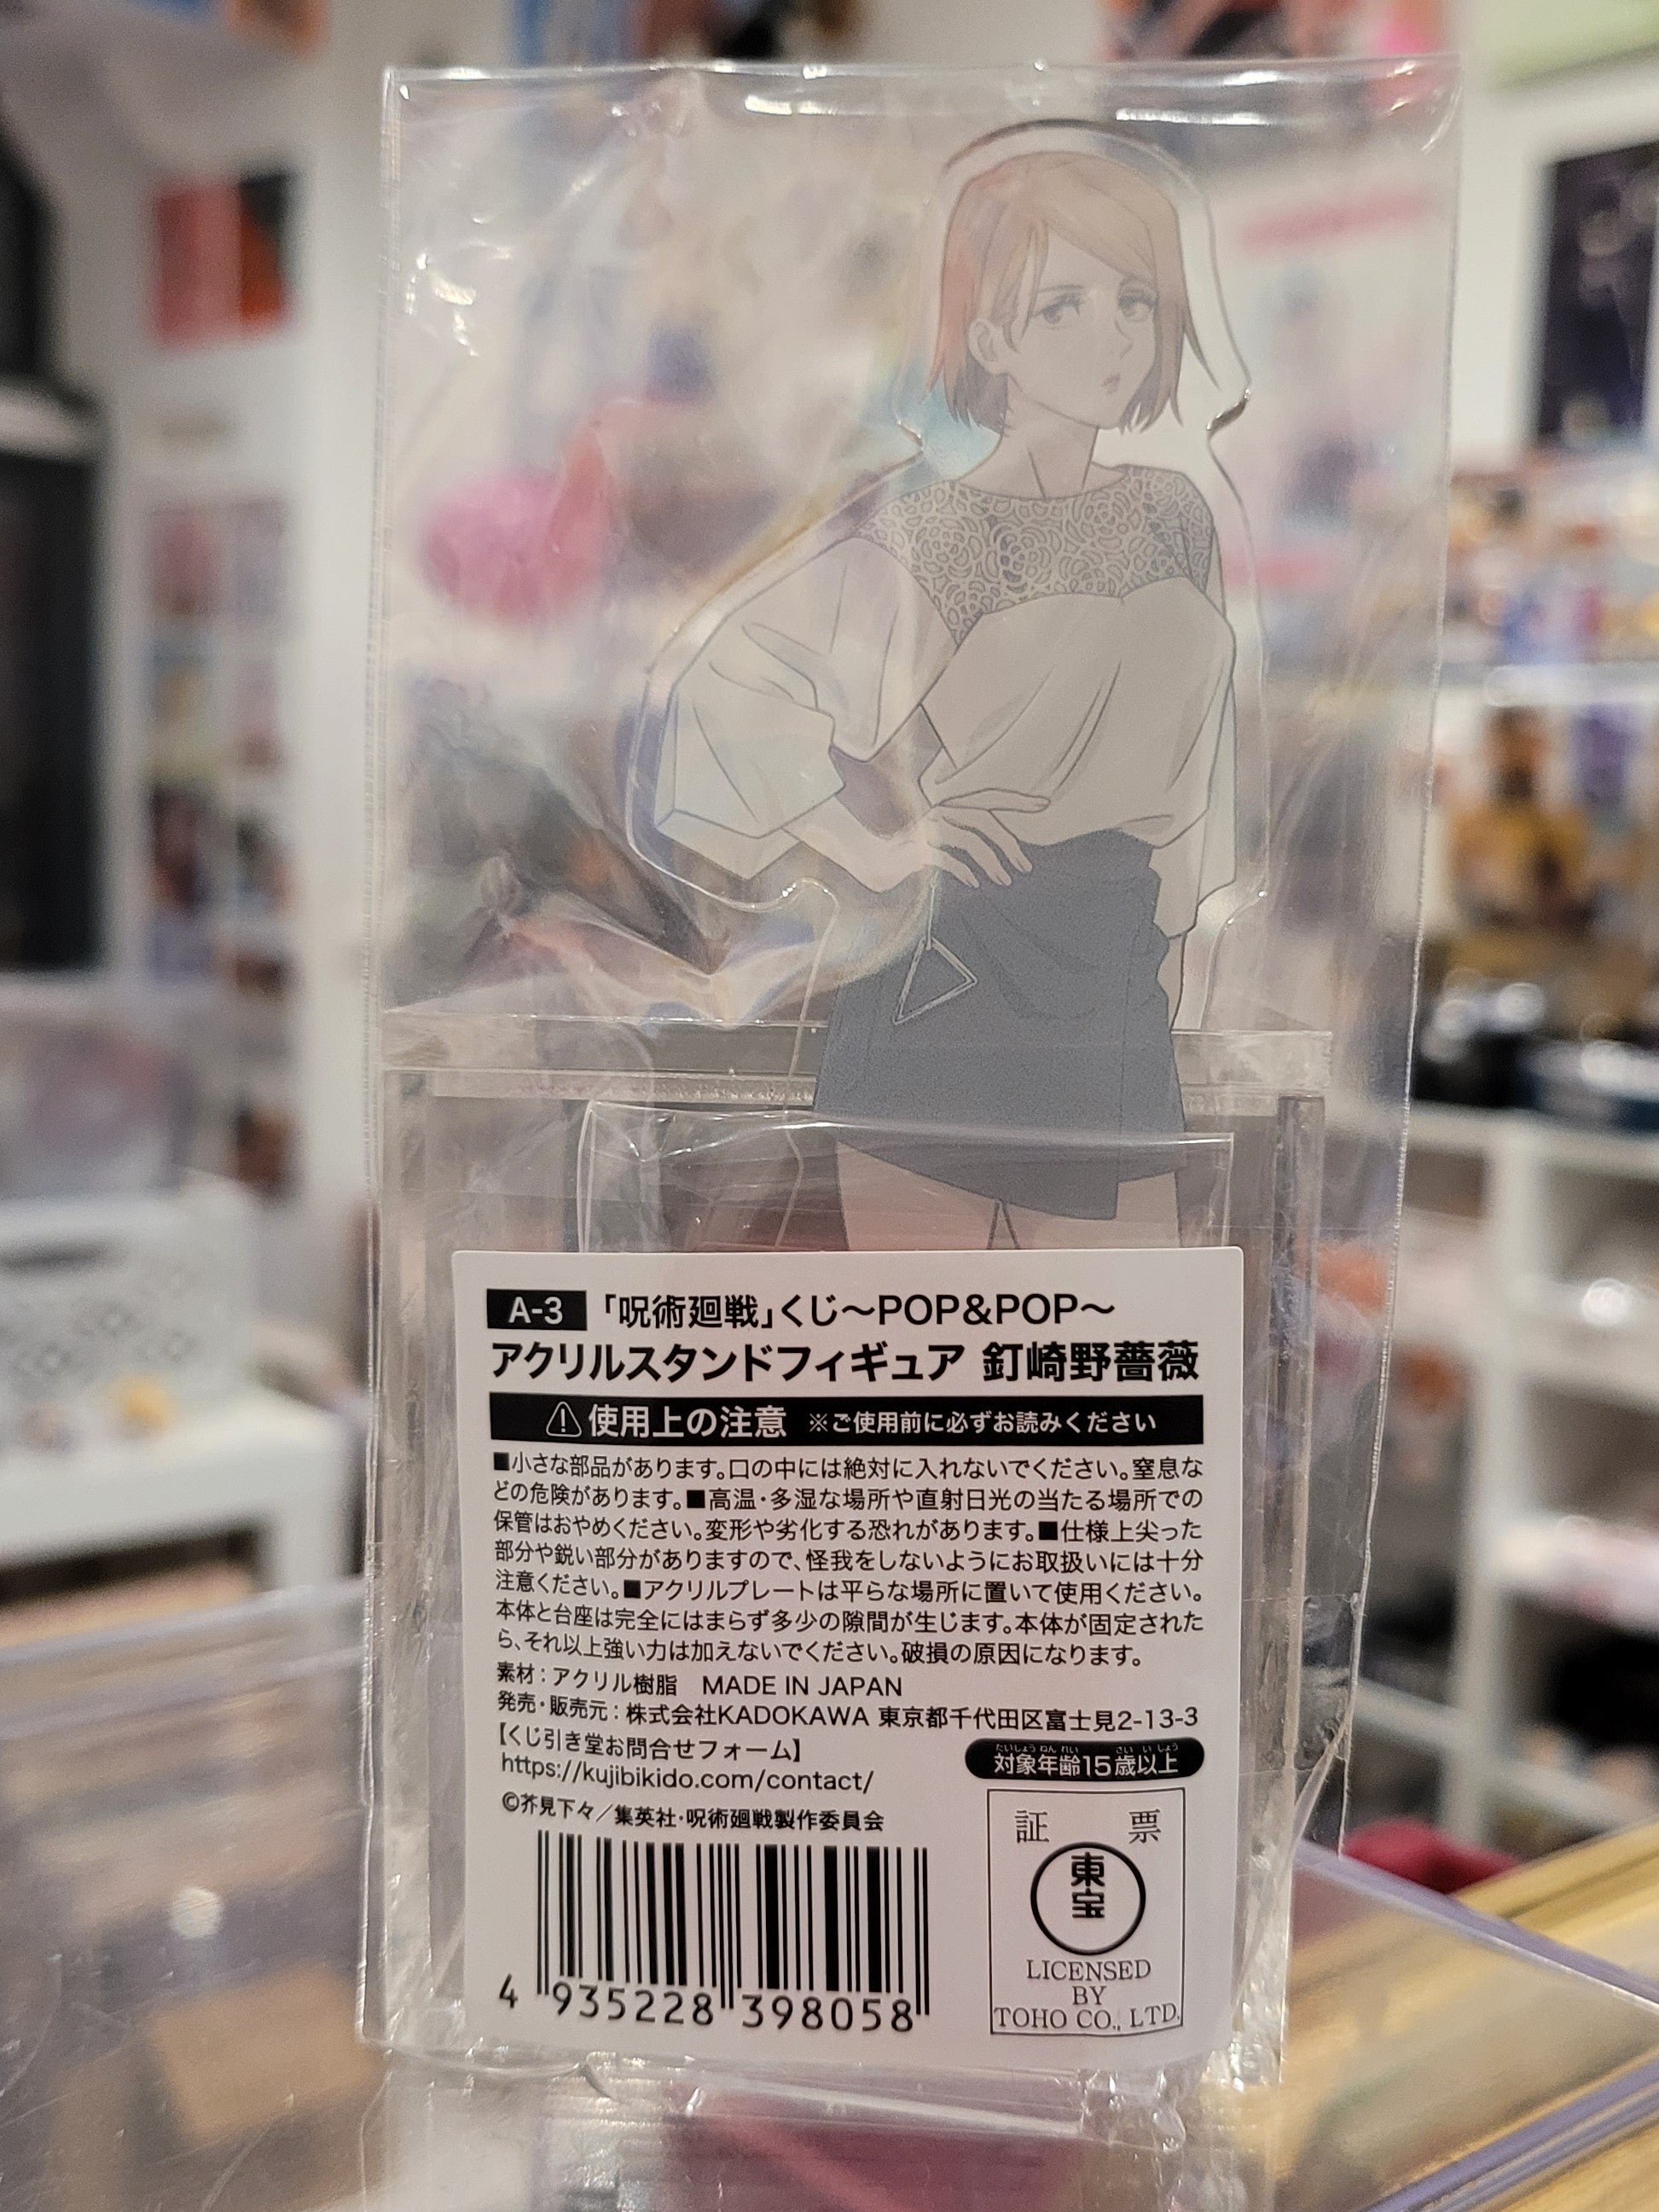 A-3 「呪術廻戦」くじ～POP&POP～
アクリルスタンドフィギュア 釘崎野薔薇
使用上の注意 ※ご使用前に必ずお読みください
■小さな部品があります。口の中には絶対に入れないでください。窒息な
どの危険があります。■高温・多湿な場所や直射日光の当たる場所での
保管はおやめください。変形や劣化する恐れがあります。■仕様上尖った
部分や鋭い部分がありますので、怪我をしないようにお取扱いには十分
注意ください。■アクリルプレートは平らな場所に置いて使用ください。
本体と台座は完全にはまらず多少の隙間が生じます。本体が固定された
ら、それ以上強い力は加えないでください。破損の原因になります。
素材：アクリル樹脂 MADE IN JAPAN
発売・販売元：株式会社KADOKAWA 東京都千代田区富士見2-13-3
【くじ引き堂お問合せフォーム】
https://kujibikido.com/contact/
©芥見下々／集英社・呪術廻戦製作委員会
4 935228 398058
たいしょうねんれい さいいじょう
対象年齢15歳以上
証 票
東宝
LICENSED
BY
TOHO CO., LTD.